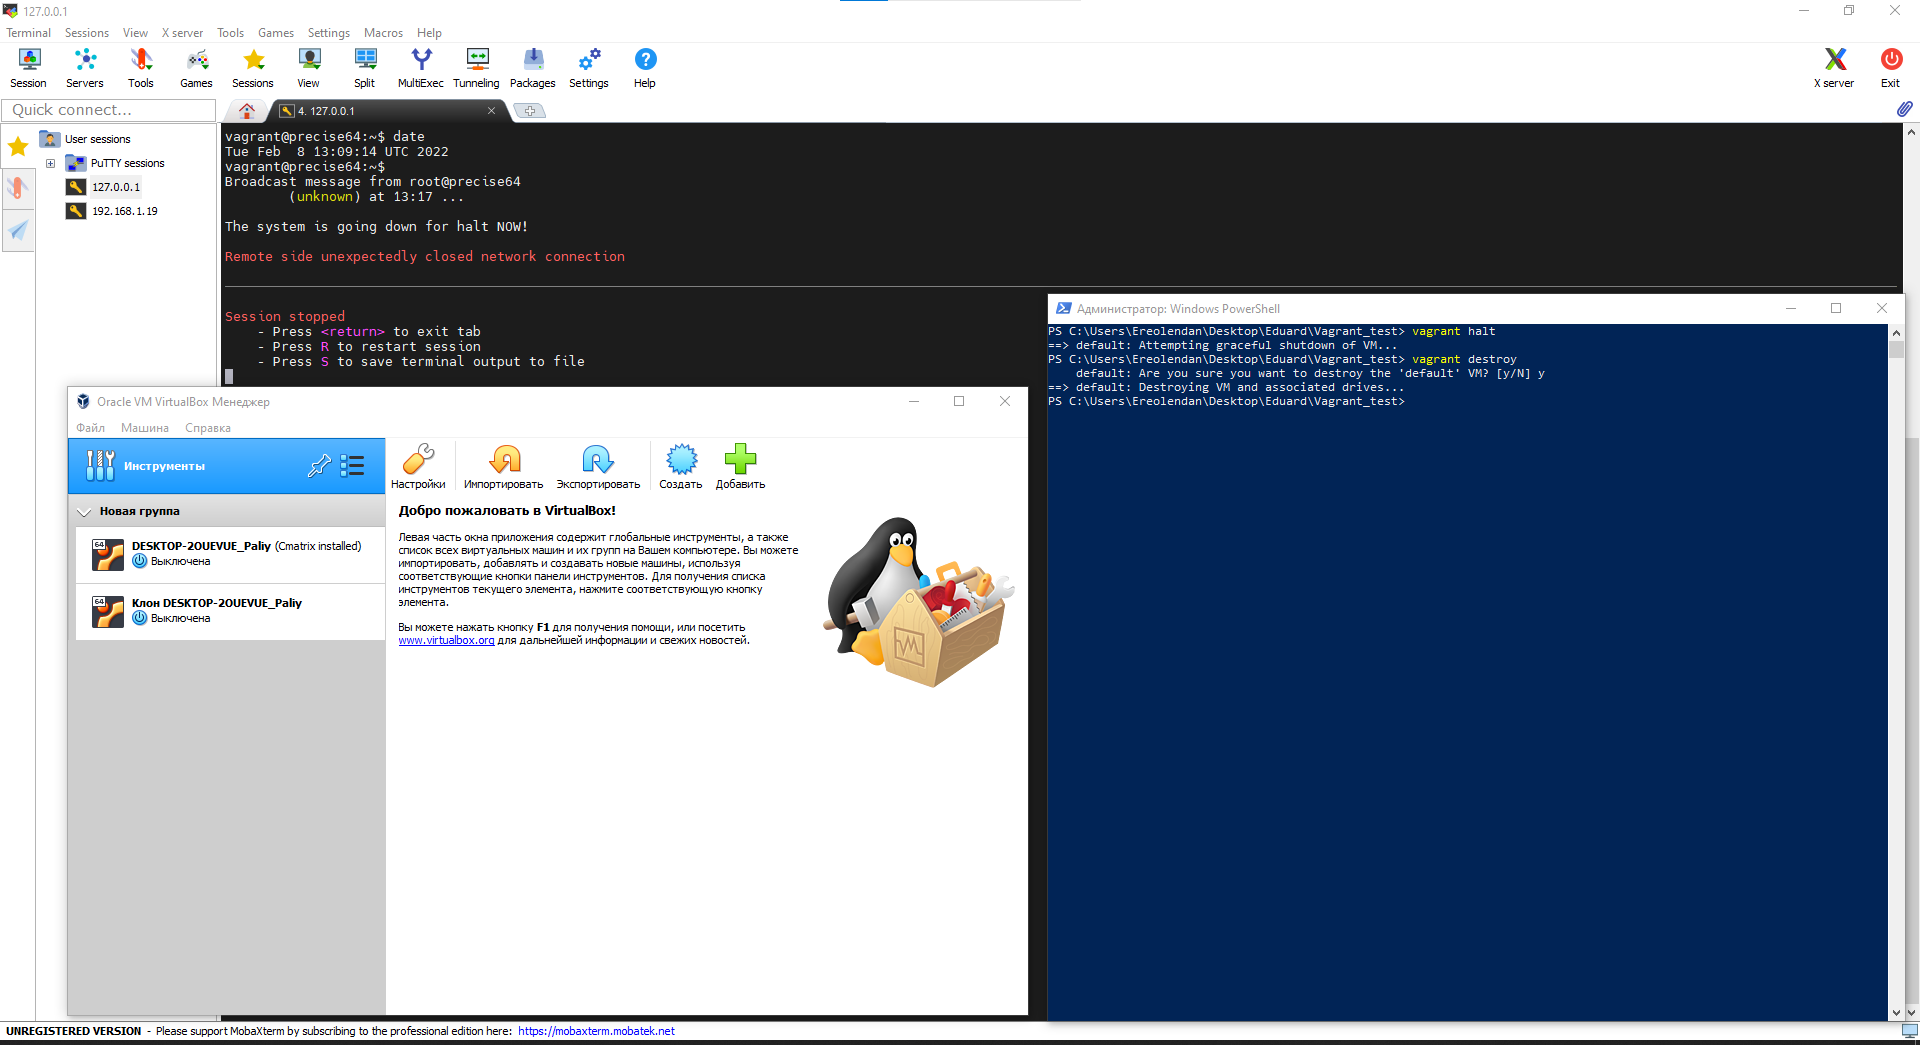 127.0.0.1
Terminal Sessions View X server Tools Games Settings Macros Help
Session Servers Tools Games Sessions View Split MultiExec Tunneling Packages Settings Help X server Exit
Quick connect...
4. 127.0.0.1
User sessions
PuTTY sessions
127.0.0.1
192.168.1.19
vagrant@precise64:~$ date
Tue Feb  8 13:09:14 UTC 2022
vagrant@precise64:~$
Broadcast message from root@precise64
(unknown) at 13:17 ...
The system is going down for halt NOW!
Remote side unexpectedly closed network connection
Session stopped
- Press <return> to exit tab
- Press R to restart session
- Press S to save terminal output to file
Администратор: Windows PowerShell
PS C:\Users\Ereolendan\Desktop\Eduard\Vagrant_test> vagrant halt
==> default: Attempting graceful shutdown of VM...
PS C:\Users\Ereolendan\Desktop\Eduard\Vagrant_test> vagrant destroy
default: Are you sure you want to destroy the 'default' VM? [y/N] y
==> default: Destroying VM and associated drives...
PS C:\Users\Ereolendan\Desktop\Eduard\Vagrant_test>
Oracle VM VirtualBox Менеджер
Файл Машина Справка
Инструменты
Настройки Импортировать Экспортировать Создать Добавить
Новая группа
64
DESKTOP-2OUEVUE_Paliy (Cmatrix installed)
Выключена
64
Клон DESKTOP-2OUEVUE_Paliy
Выключена
Добро пожаловать в VirtualBox!
Левая часть окна приложения содержит глобальные инструменты, а также
список всех виртуальных машин и их групп на Вашем компьютере. Вы можете
импортировать, добавлять и создавать новые машины, используя
соответствующие кнопки панели инструментов. Для получения списка
инструментов текущего элемента, нажмите соответствующую кнопку
элемента.
Вы можете нажать кнопку F1 для получения помощи, или посетить
www.virtualbox.org для дальнейшей информации и свежих новостей.
UNREGISTERED VERSION - Please support MobaXterm by subscribing to the professional edition here: https://mobaxterm.mobatek.net